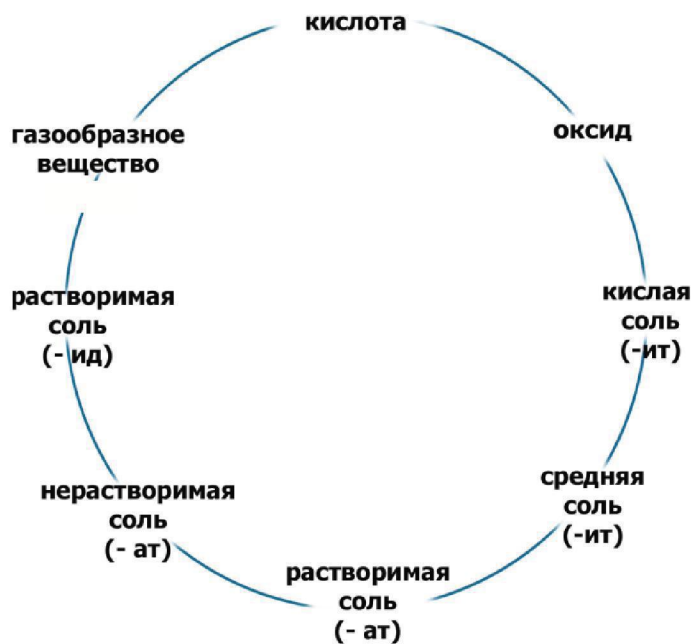 кислота
оксид
кислая
соль
(-ит)
средняя
соль
(-ит)
растворимая
соль
(- ат)
нерастворимая
соль
(- ат)
растворимая
соль
(- ид)
газообразное
вещество